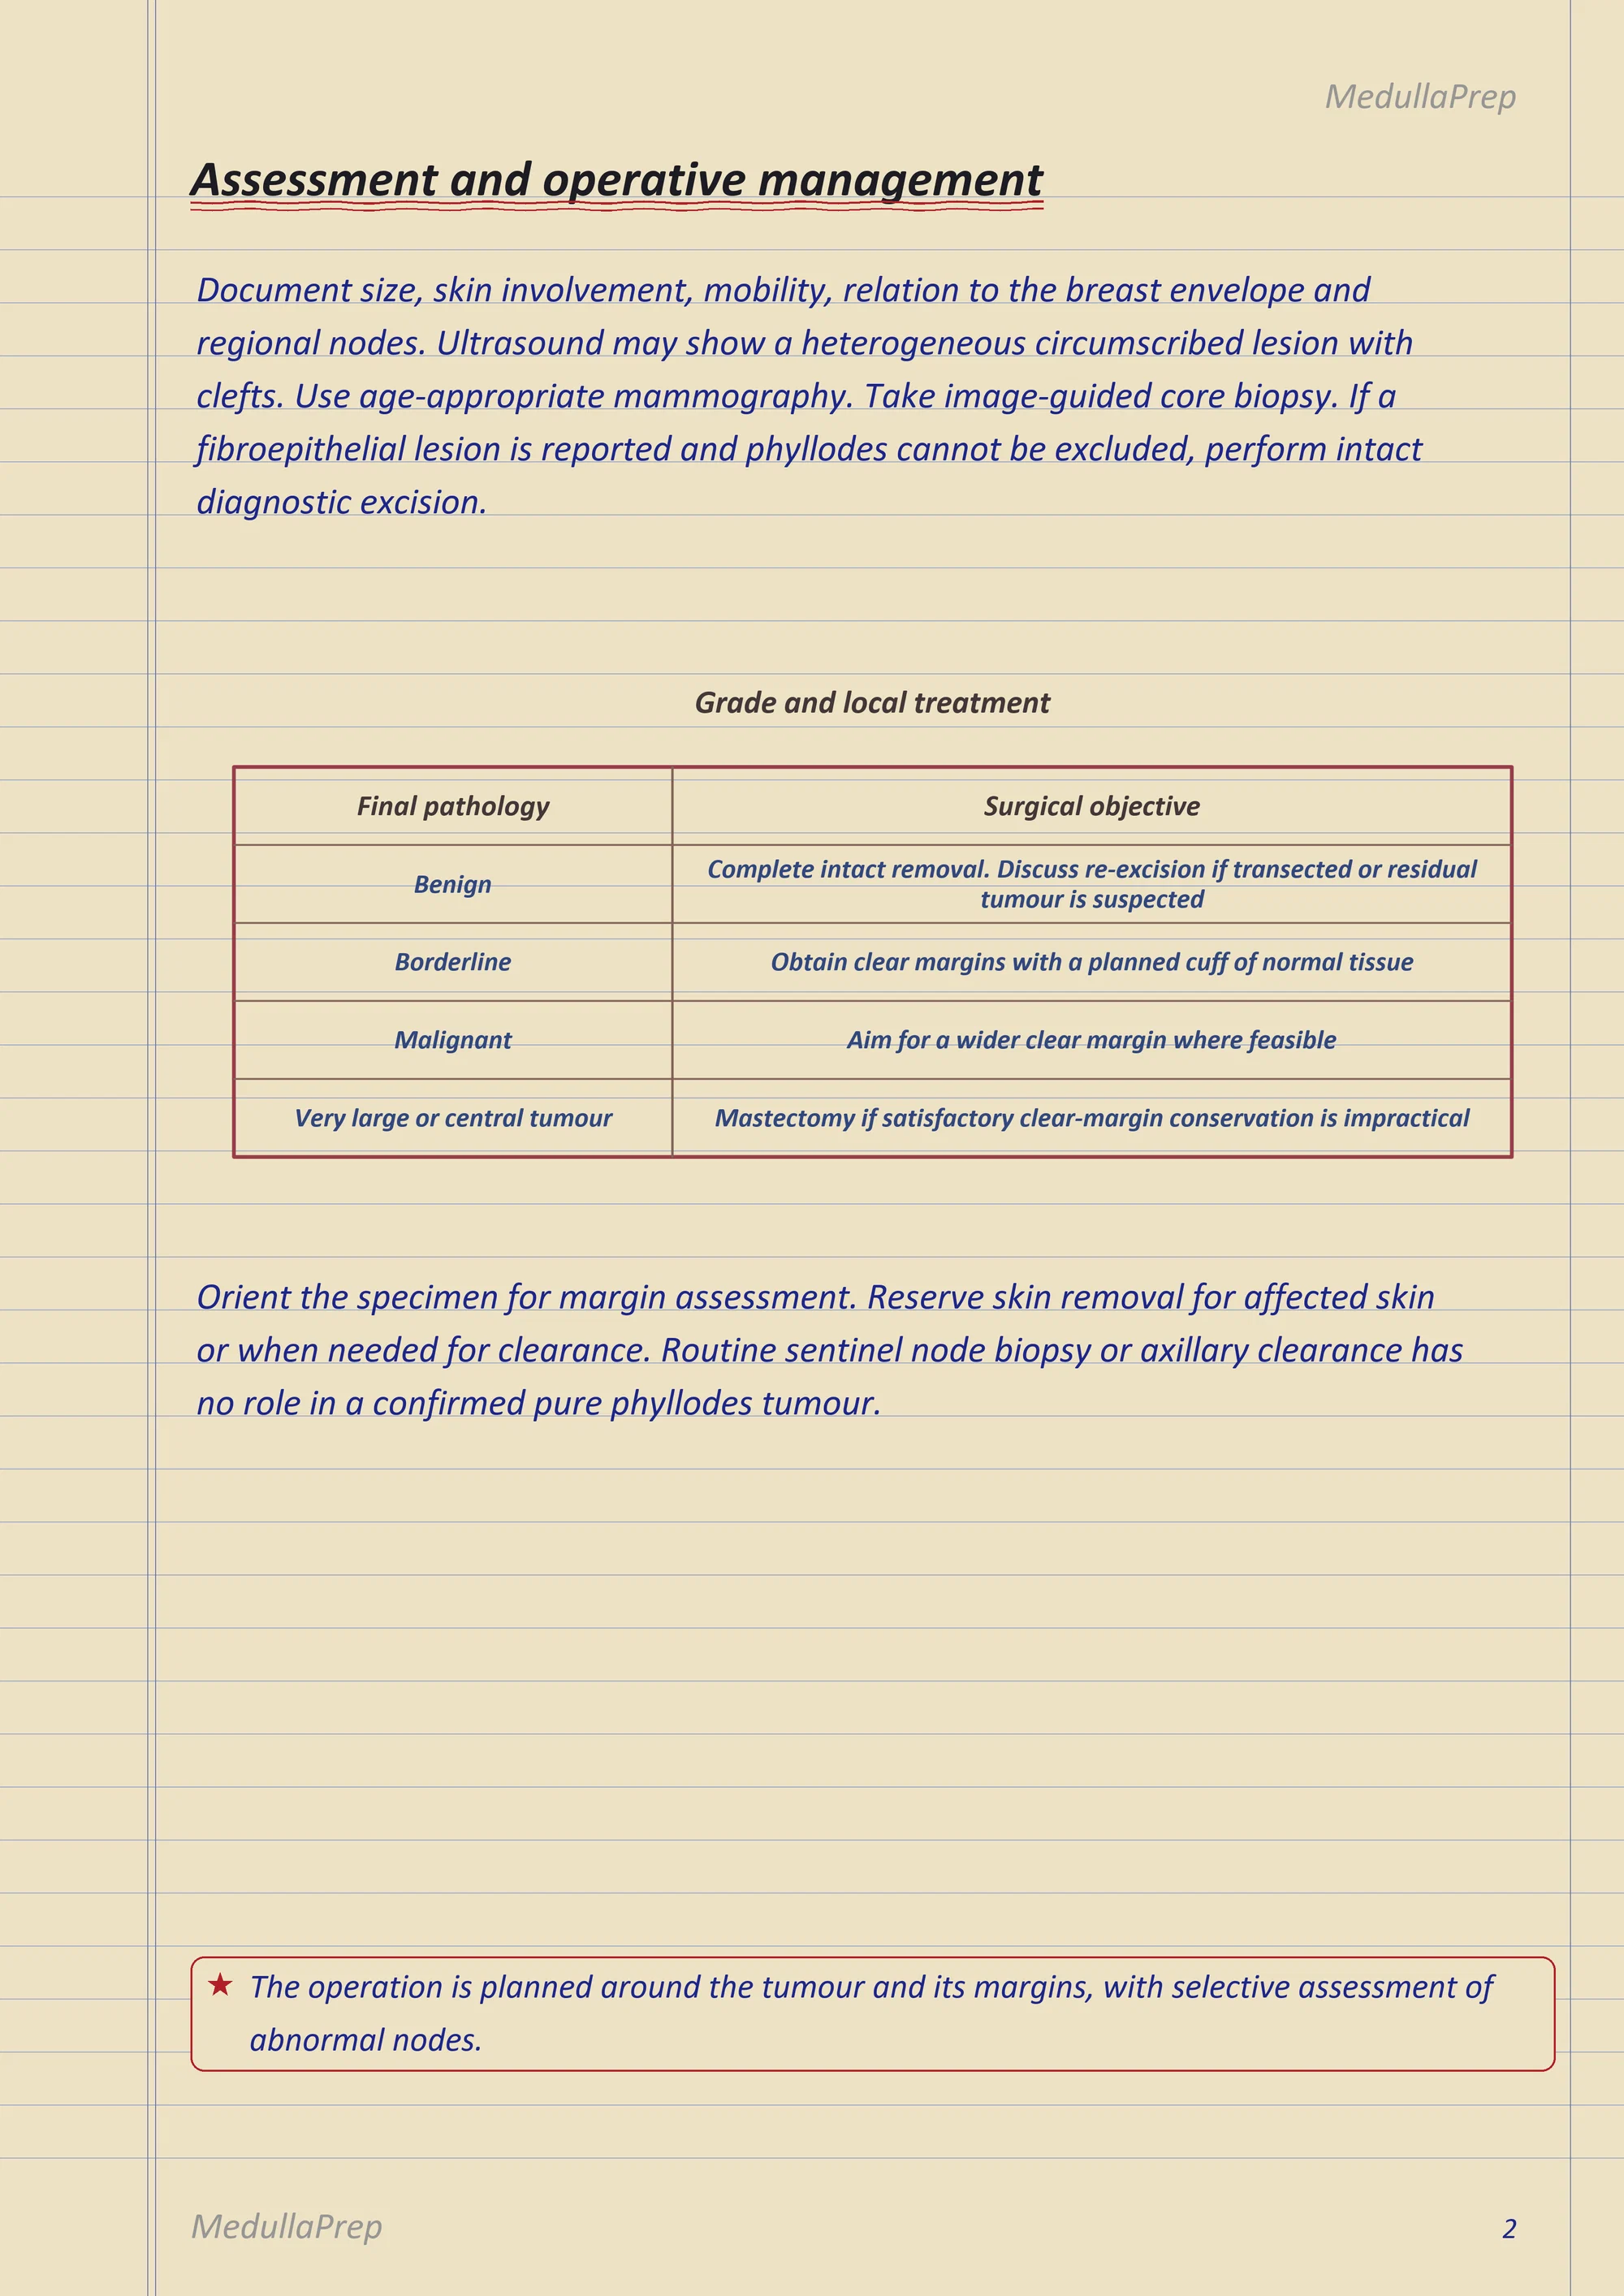 MedullaPrep
Assessment and operative management
Document size, skin involvement, mobility, relation to the breast envelope and
regional nodes. Ultrasound may show a heterogeneous circumscribed lesion with
clefts. Use age-appropriate mammography. Take image-guided core biopsy. If a
fibroepithelial lesion is reported and phyllodes cannot be excluded, perform intact
diagnostic excision.
Grade and local treatment
Final pathology
Surgical objective
Benign
Complete intact removal. Discuss re-excision if transected or residual
tumour is suspected
Borderline
Obtain clear margins with a planned cuff of normal tissue
Malignant
Aim for a wider clear margin where feasible
Very large or central tumour
Mastectomy if satisfactory clear-margin conservation is impractical
Orient the specimen for margin assessment. Reserve skin removal for affected skin
or when needed for clearance. Routine sentinel node biopsy or axillary clearance has
no role in a confirmed pure phyllodes tumour.
★ The operation is planned around the tumour and its margins, with selective assessment of
abnormal nodes.
MedullaPrep
2